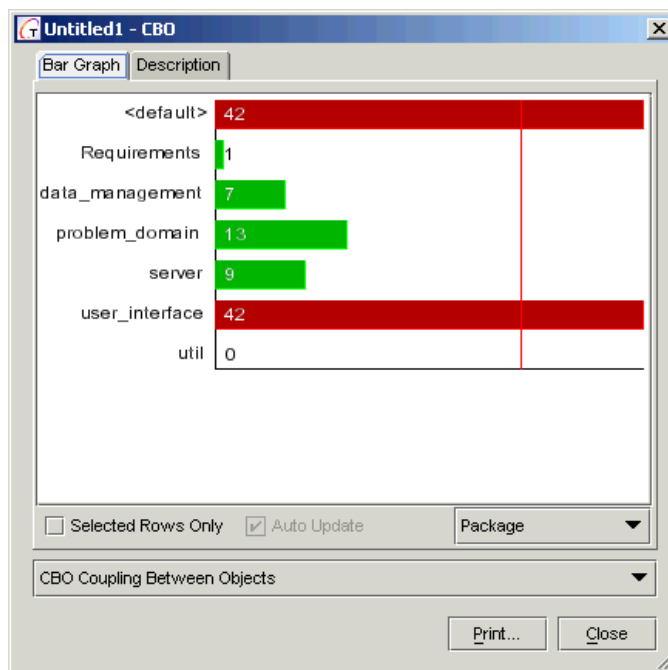 Untitled1 - CBO
Bar Graph Description
<default> 42
Requirements 1
data_management 7
problem_domain 13
server 9
user_interface 42
util 0
Selected Rows Only Auto Update Package
CBO Coupling Between Objects
Print... Close